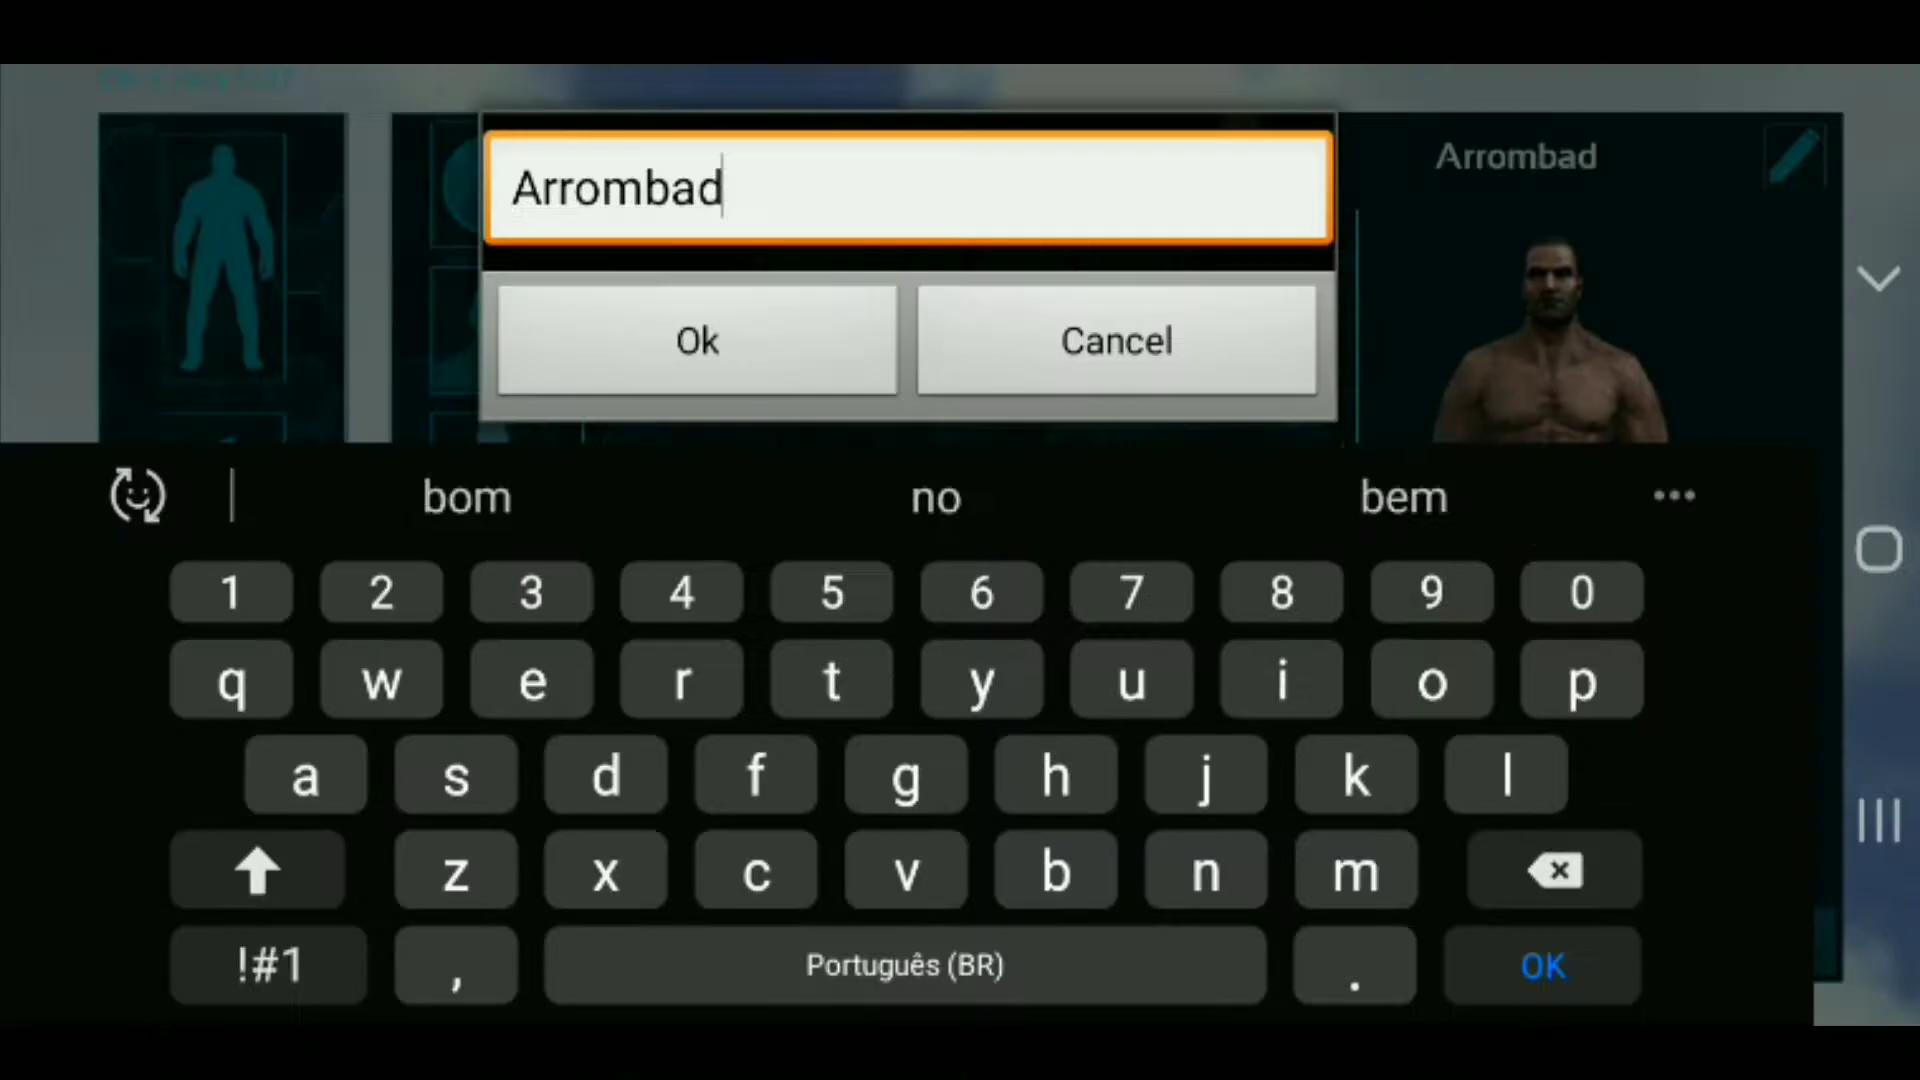 Arrombad
Arrombad
Ok Cancel
bom no bem
1 2 3 4 5 6 7 8 9 0
q w e r t y u i o p
a s d f g h j k l
z x c v b n m
!#1 , Português (BR) . OK